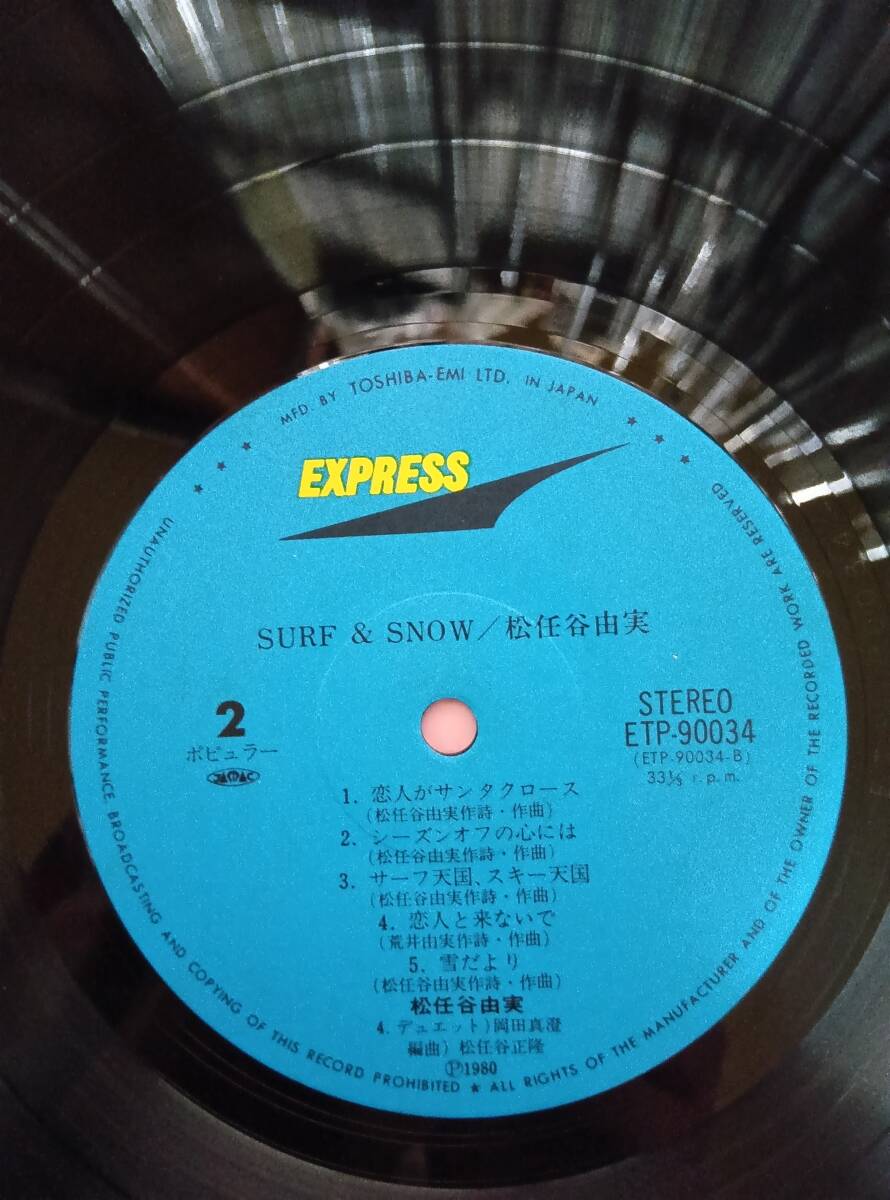 MFD. BY TOSHIBA-EMI LTD. IN JAPAN
EXPRESS
SURF & SNOW/松任谷由実
2
ポピュラー
STEREO
ETP-90034
(ETP-90034-B)
33⅓ r.p.m.
1. 恋人がサンタクロース
(松任谷由実作詩・作曲)
2. シーズンオフの心には
(松任谷由実作詩・作曲)
3. サーフ天国、スキー天国
(松任谷由実作詩・作曲)
4. 恋人と来ないで
(荒井由実作詩・作曲)
5. 雪だより
(松任谷由実作詩・作曲)
松任谷由実
4. デュエット)岡田真澄
編曲) 松任谷正隆
Ⓟ1980
UNAUTHORIZED PUBLIC PERFORMANCE, BROADCASTING AND COPYING OF THIS RECORD PROHIBITED ★ ALL RIGHTS OF THE MANUFACTURER AND OF THE OWNER OF THE RECORDED WORK ARE RESERVED